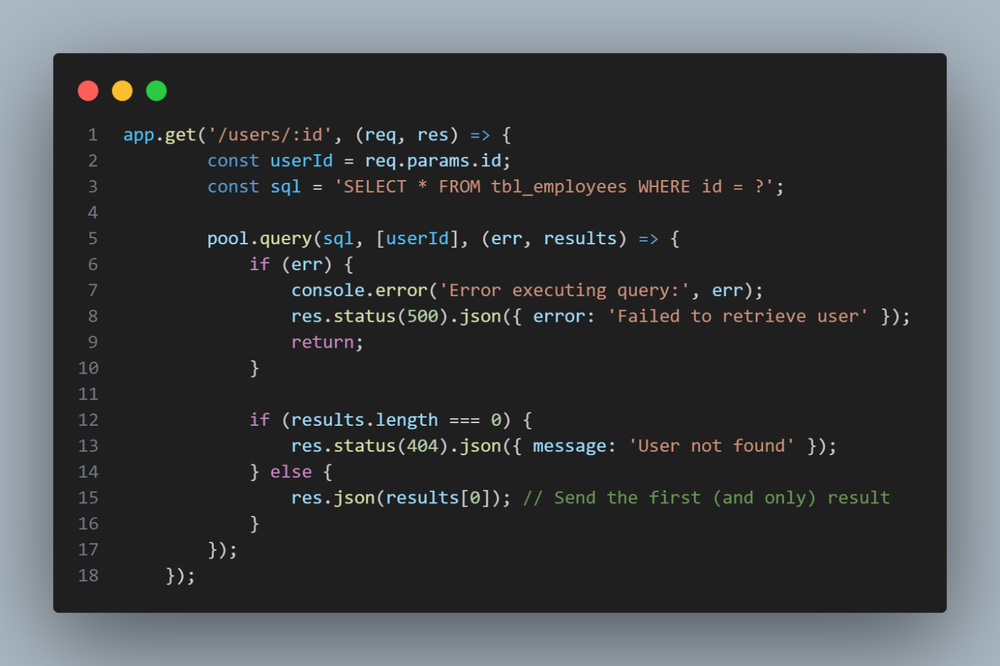 1 app.get('/users/:id', (req, res) => {
2         const userId = req.params.id;
3         const sql = 'SELECT * FROM tbl_employees WHERE id = ?';
4
5         pool.query(sql, [userId], (err, results) => {
6             if (err) {
7                 console.error('Error executing query:', err);
8                 res.status(500).json({ error: 'Failed to retrieve user' });
9                 return;
10             }
11
12             if (results.length === 0) {
13                 res.status(404).json({ message: 'User not found' });
14             } else {
15                 res.json(results[0]); // Send the first (and only) result
16             }
17         });
18     });